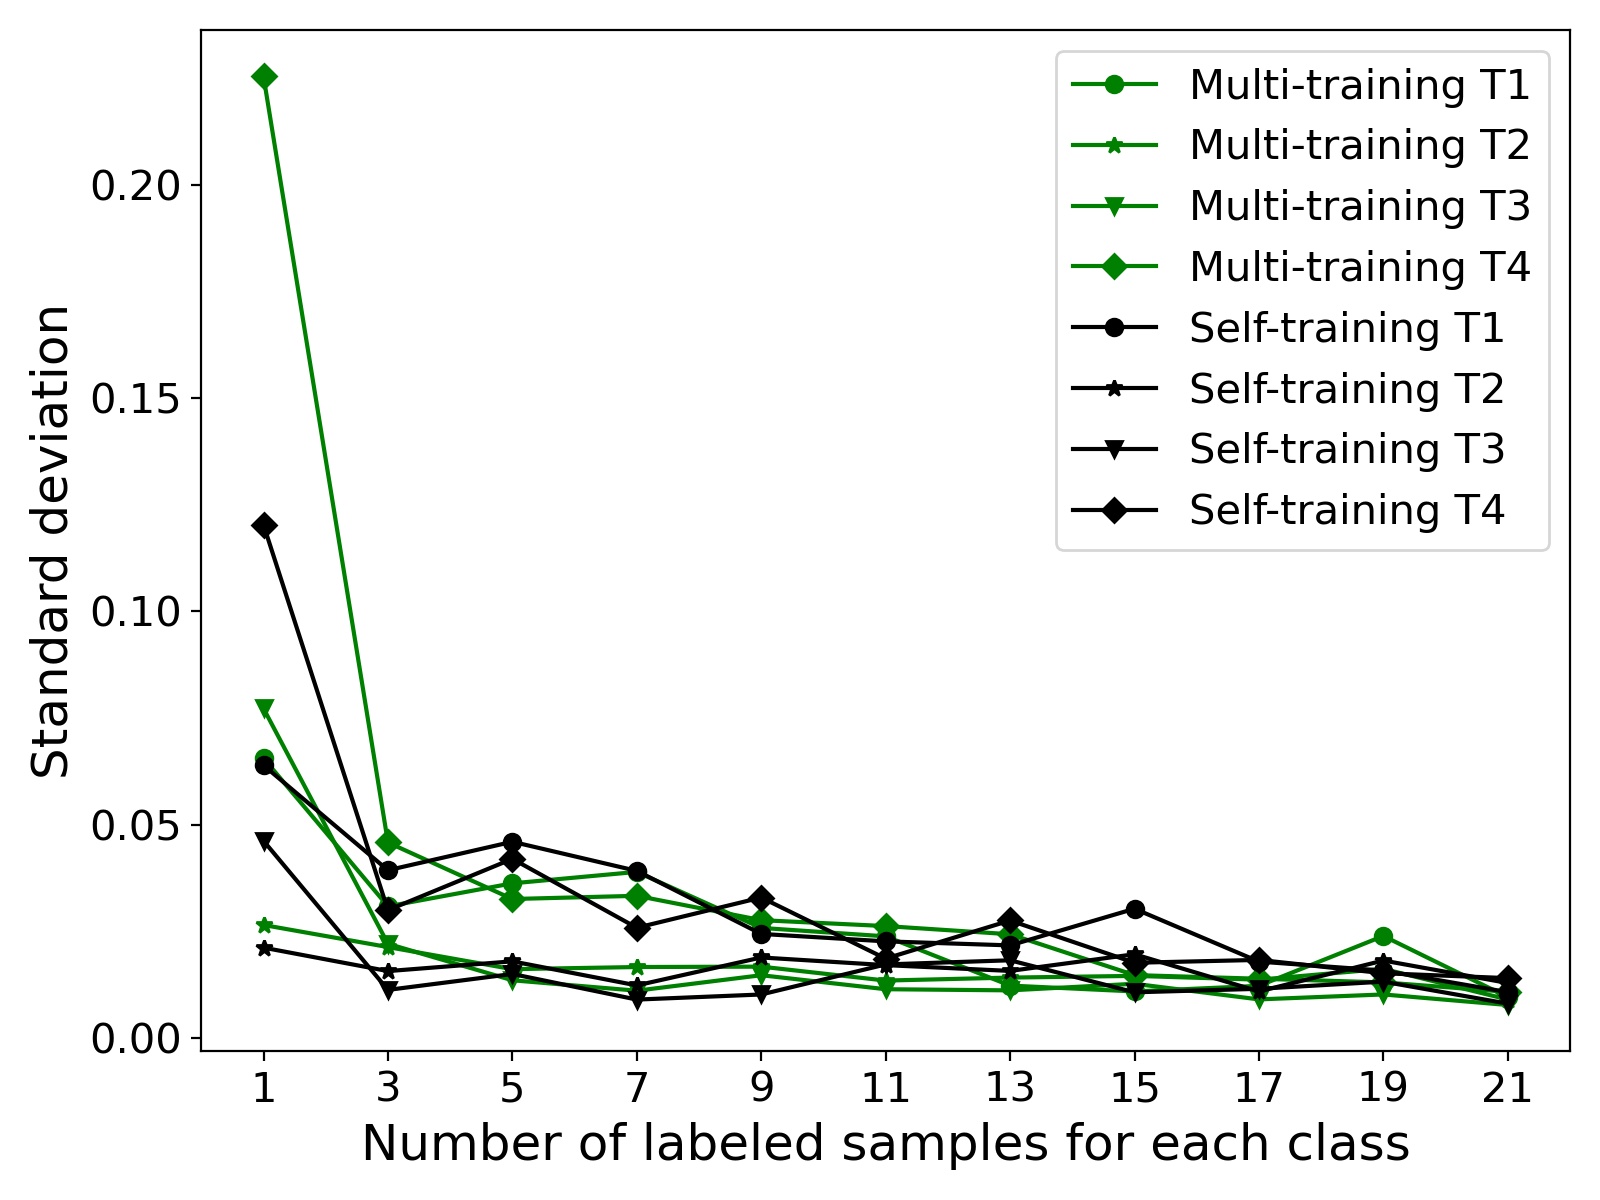 Multi-training T1
Multi-training T2
Multi-training T3
Multi-training T4
Self-training T1
Self-training T2
Self-training T3
Self-training T4
0.20
0.15
0.10
0.05
0.00
Standard deviation
1 3 5 7 9 11 13 15 17 19 21
Number of labeled samples for each class